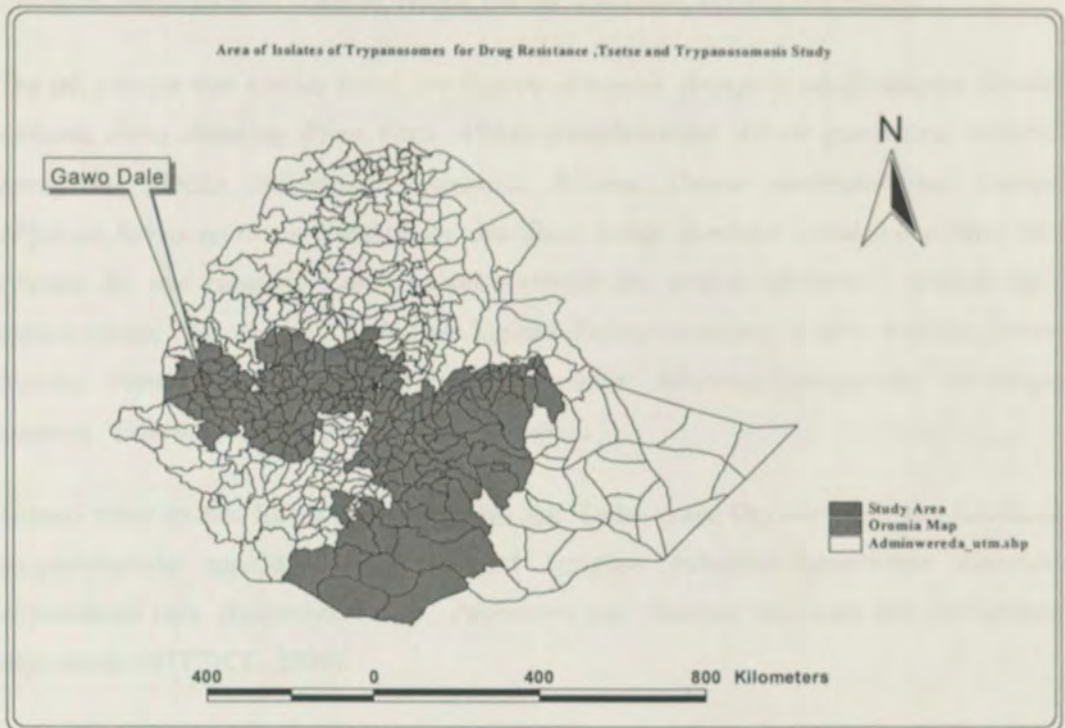 Area of Isolates of Trypanosomes for Drug Resistance ,Tsetse and Trypanosomosis Study
N
Gawo Dale
Study Area
Oromia Map
Adminwereda_utm.shp
400 0 400 800 Kilometers